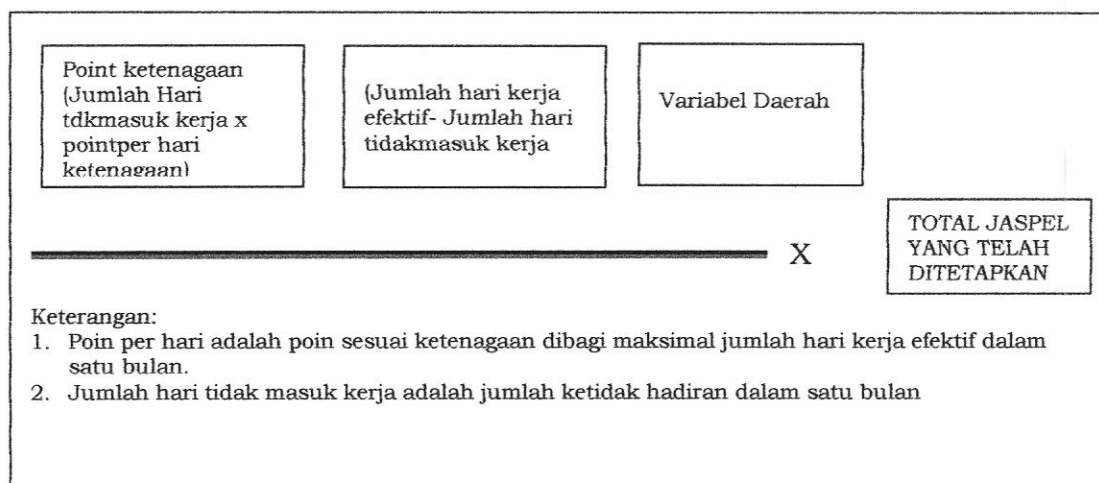 Point ketenagaan
(Jumlah Hari
tdkmasuk kerja x
pointper hari
ketenagaan)
(Jumlah hari kerja
efektif- Jumlah hari
tidakmasuk kerja
Variabel Daerah
X
TOTAL JASPEL
YANG TELAH
DITETAPKAN
Keterangan:
1. Poin per hari adalah poin sesuai ketenagaan dibagi maksimal jumlah hari kerja efektif dalam
satu bulan.
2. Jumlah hari tidak masuk kerja adalah jumlah ketidak hadiran dalam satu bulan